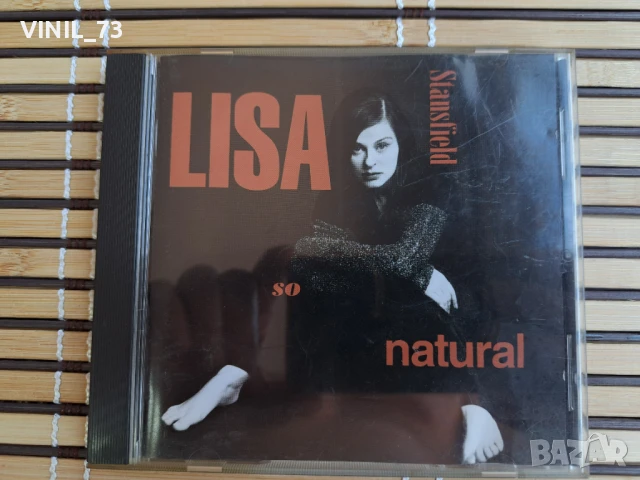 VINIL_73
LISA
Stansfield
so
natural
BAZAR